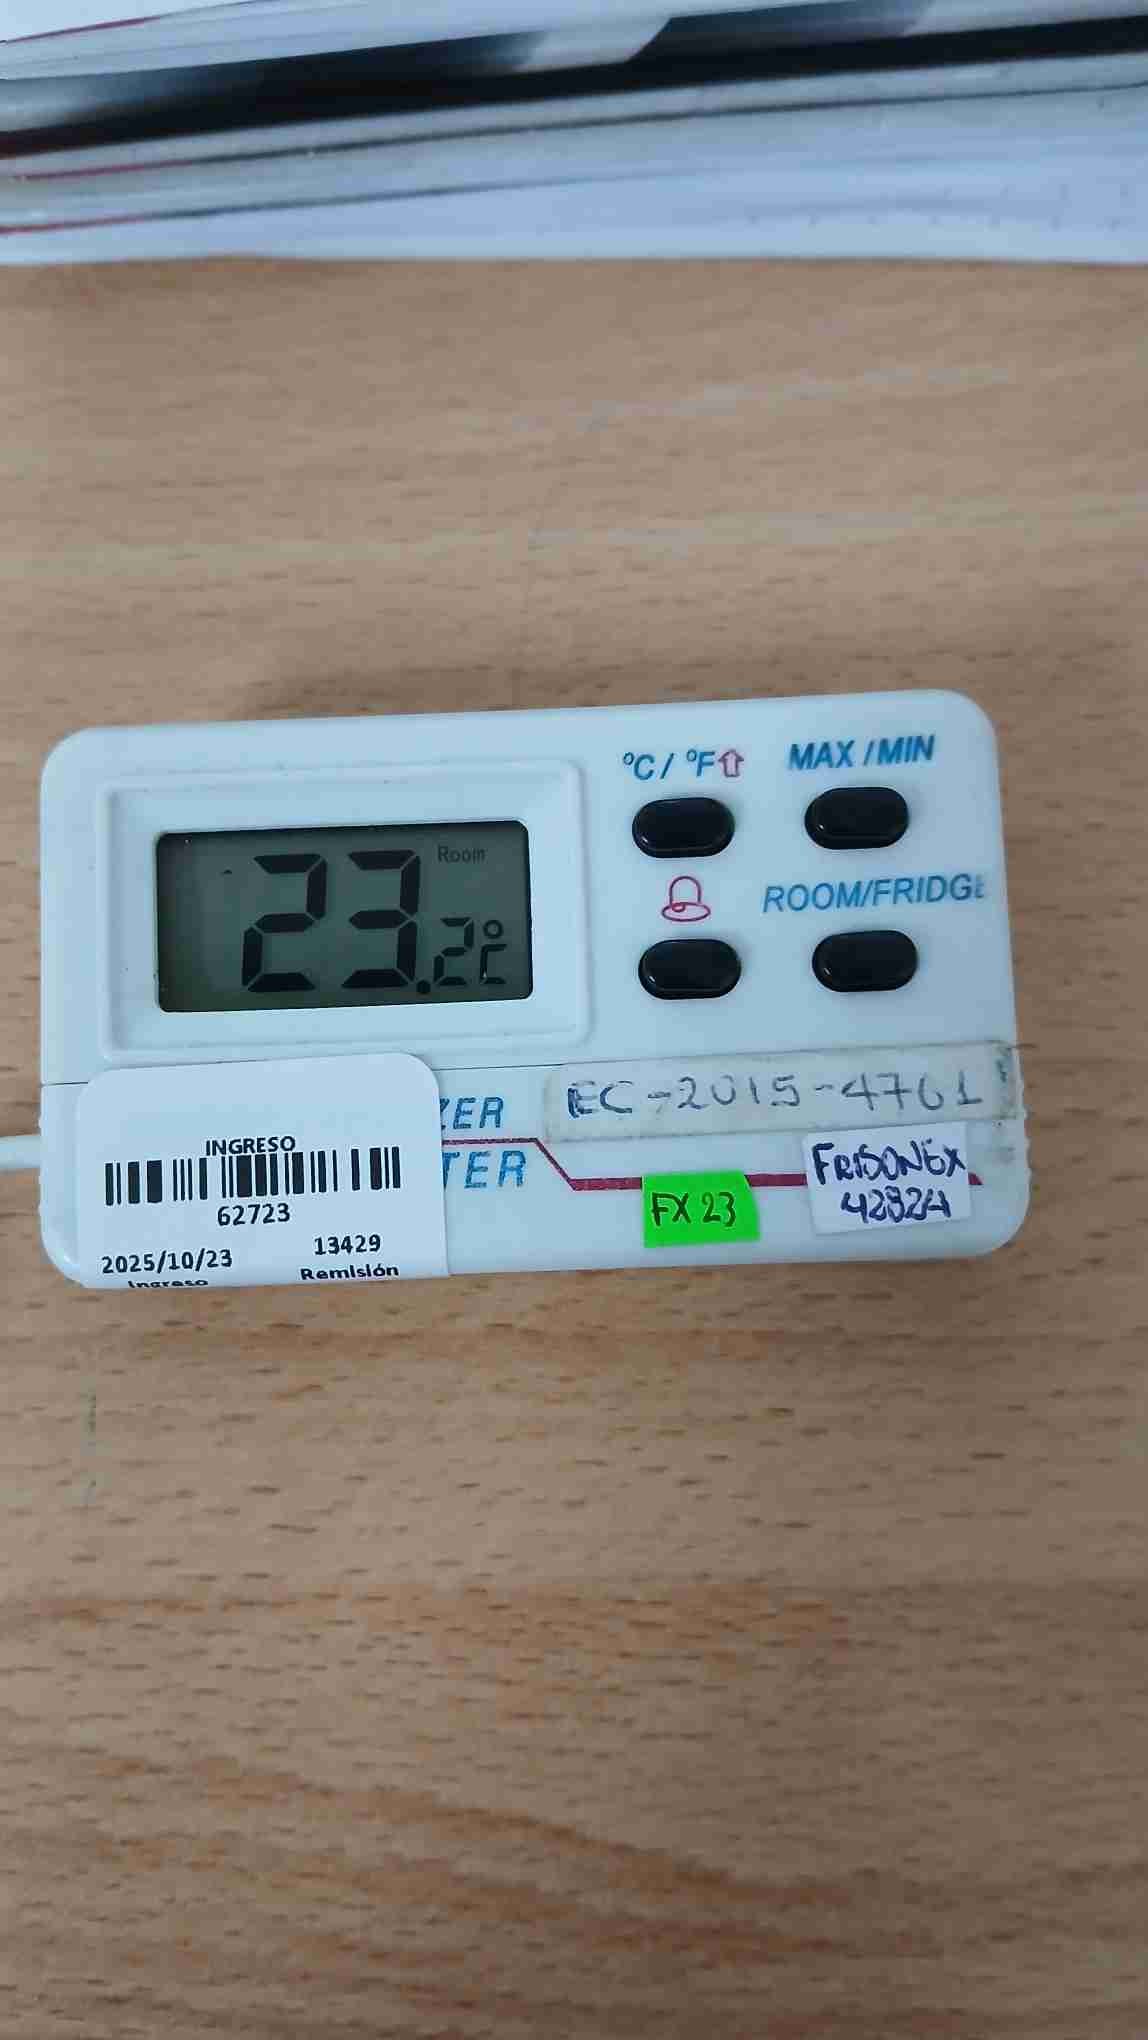 °C / °F⇧ MAX /MIN
Room
23.2°C
ROOM/FRIDGE
EC-2015-4761
ZER
TER
INGRESO
62723
2025/10/23 13429
Ingreso Remisión
FX 23
FRISONEX